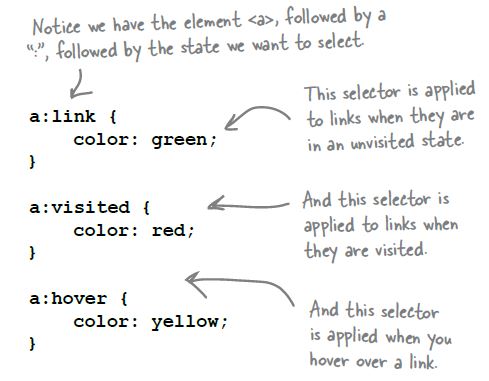 Notice we have the element <a>, followed by a
“:”, followed by the state we want to select.
a:link {
    color: green;
}
This selector is applied
to links when they are
in an unvisited state.
a:visited {
    color: red;
}
And this selector is
applied to links when
they are visited.
a:hover {
    color: yellow;
}
And this selector
is applied when you
hover over a link.